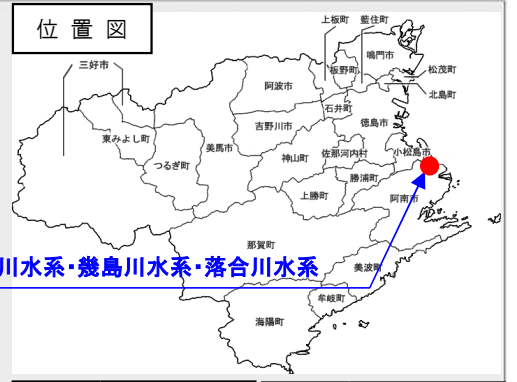 位置図
上板町 藍住町
三好市
鳴門市
板野町
松茂町
阿波市
北島町
石井町
吉野川市
徳島市
東みよし町
美馬市
つるぎ町
神山町
佐那河内村
小松島市
勝浦町
上勝町
阿南市
那賀町
川水系・幾島川水系・落合川水系
美波町
牟岐町
海陽町